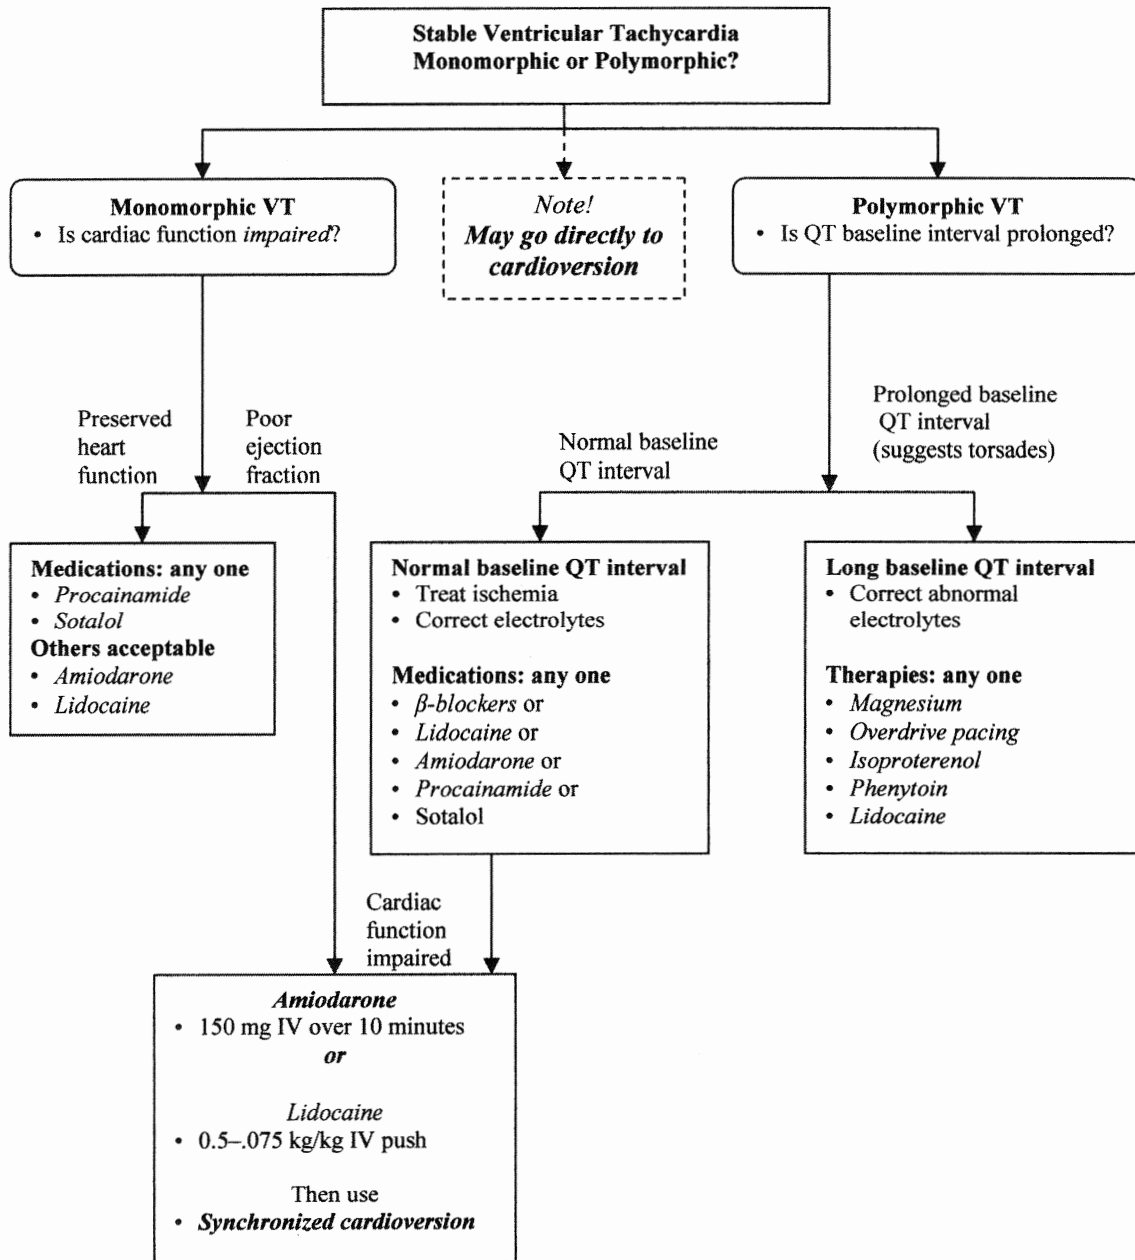 Stable Ventricular Tachycardia
Monomorphic or Polymorphic?
Monomorphic VT
• Is cardiac function impaired?
Note!
May go directly to
cardioversion
Polymorphic VT
• Is QT baseline interval prolonged?
Preserved
heart
function
Poor
ejection
fraction
Normal baseline
QT interval
Prolonged baseline
QT interval
(suggests torsades)
Medications: any one
• Procainamide
• Sotalol
Others acceptable
• Amiodarone
• Lidocaine
Normal baseline QT interval
• Treat ischemia
• Correct electrolytes
Medications: any one
• β-blockers or
• Lidocaine or
• Amiodarone or
• Procainamide or
• Sotalol
Long baseline QT interval
• Correct abnormal
electrolytes
Therapies: any one
• Magnesium
• Overdrive pacing
• Isoproterenol
• Phenytoin
• Lidocaine
Cardiac
function
impaired
Amiodarone
• 150 mg IV over 10 minutes
or
Lidocaine
• 0.5–.075 kg/kg IV push
Then use
• Synchronized cardioversion